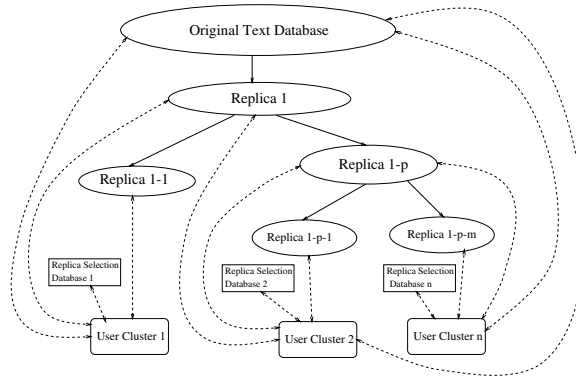 Original Text Database
Replica 1
Replica 1-1
Replica 1-p
Replica 1-p-1
Replica 1-p-m
Replica Selection
Database 1
Replica Selection
Database 2
Replica Selection
Database n
User Cluster 1
User Cluster 2
User Cluster n